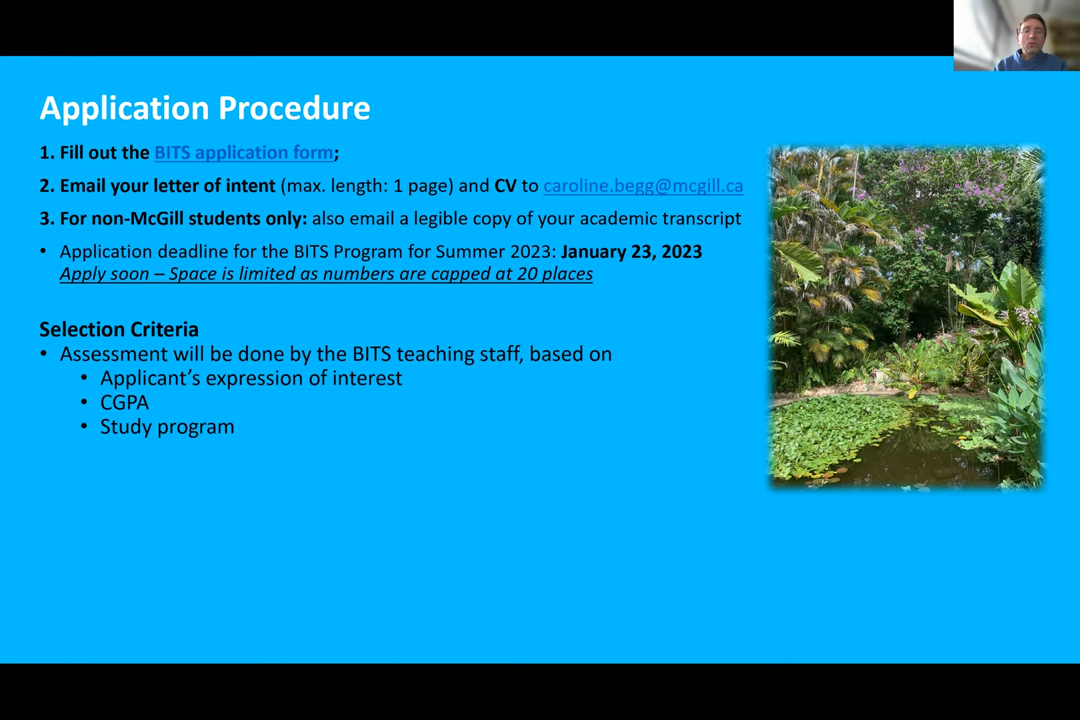 Application Procedure
1. Fill out the BITS application form;
2. Email your letter of intent (max. length: 1 page) and CV to caroline.begg@mcgill.ca
3. For non-McGill students only: also email a legible copy of your academic transcript
• Application deadline for the BITS Program for Summer 2023: January 23, 2023
Apply soon – Space is limited as numbers are capped at 20 places
Selection Criteria
• Assessment will be done by the BITS teaching staff, based on
• Applicant’s expression of interest
• CGPA
• Study program